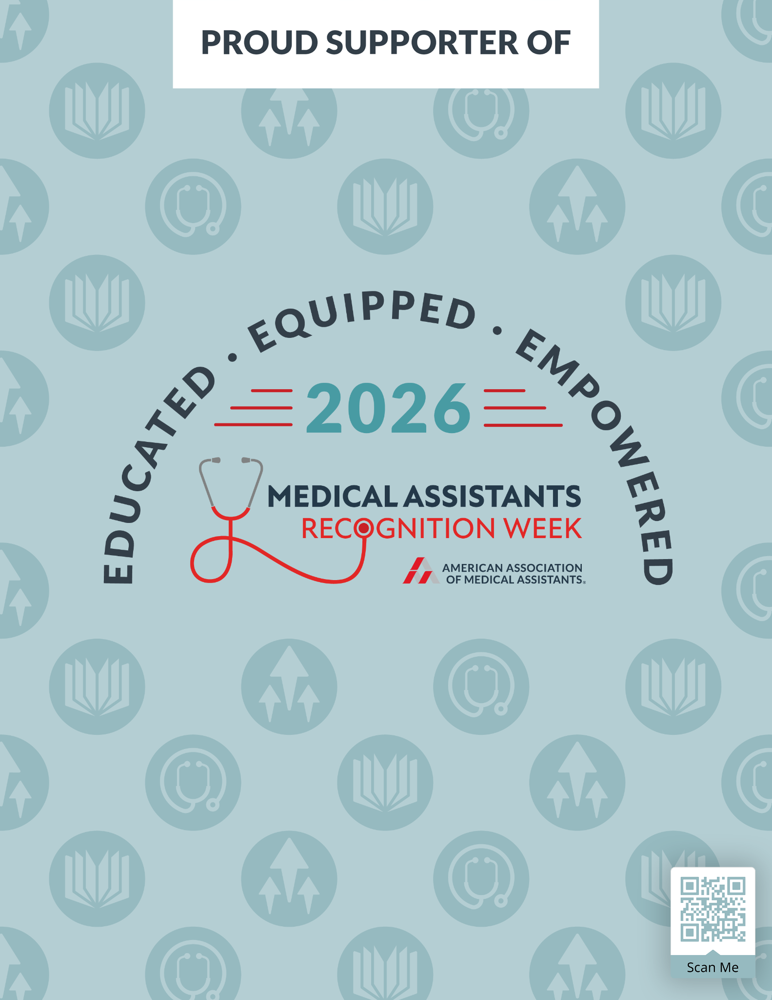 PROUD SUPPORTER OF
EDUCATED · EQUIPPED · EMPOWERED
2026
MEDICAL ASSISTANTS
RECOGNITION WEEK
AMERICAN ASSOCIATION
OF MEDICAL ASSISTANTS®
Scan Me